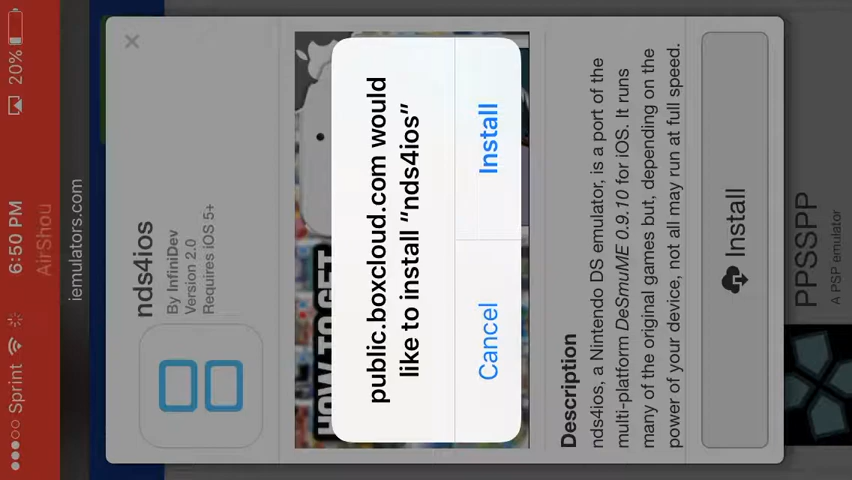 Sprint
6:50 PM
20%
AirShou
iemulators.com
nds4ios
By InfiniDev
Version 2.0
Requires iOS 5+
HOW TO GET
public.boxcloud.com would
like to install "nds4ios"
Cancel
Install
Description
nds4ios, a Nintendo DS emulator, is a port of the
multi-platform DeSmuME 0.9.10 for iOS. It runs
many of the original games but, depending on the
power of your device, not all may run at full speed.
Install
PPSSPP
A PSP emulator